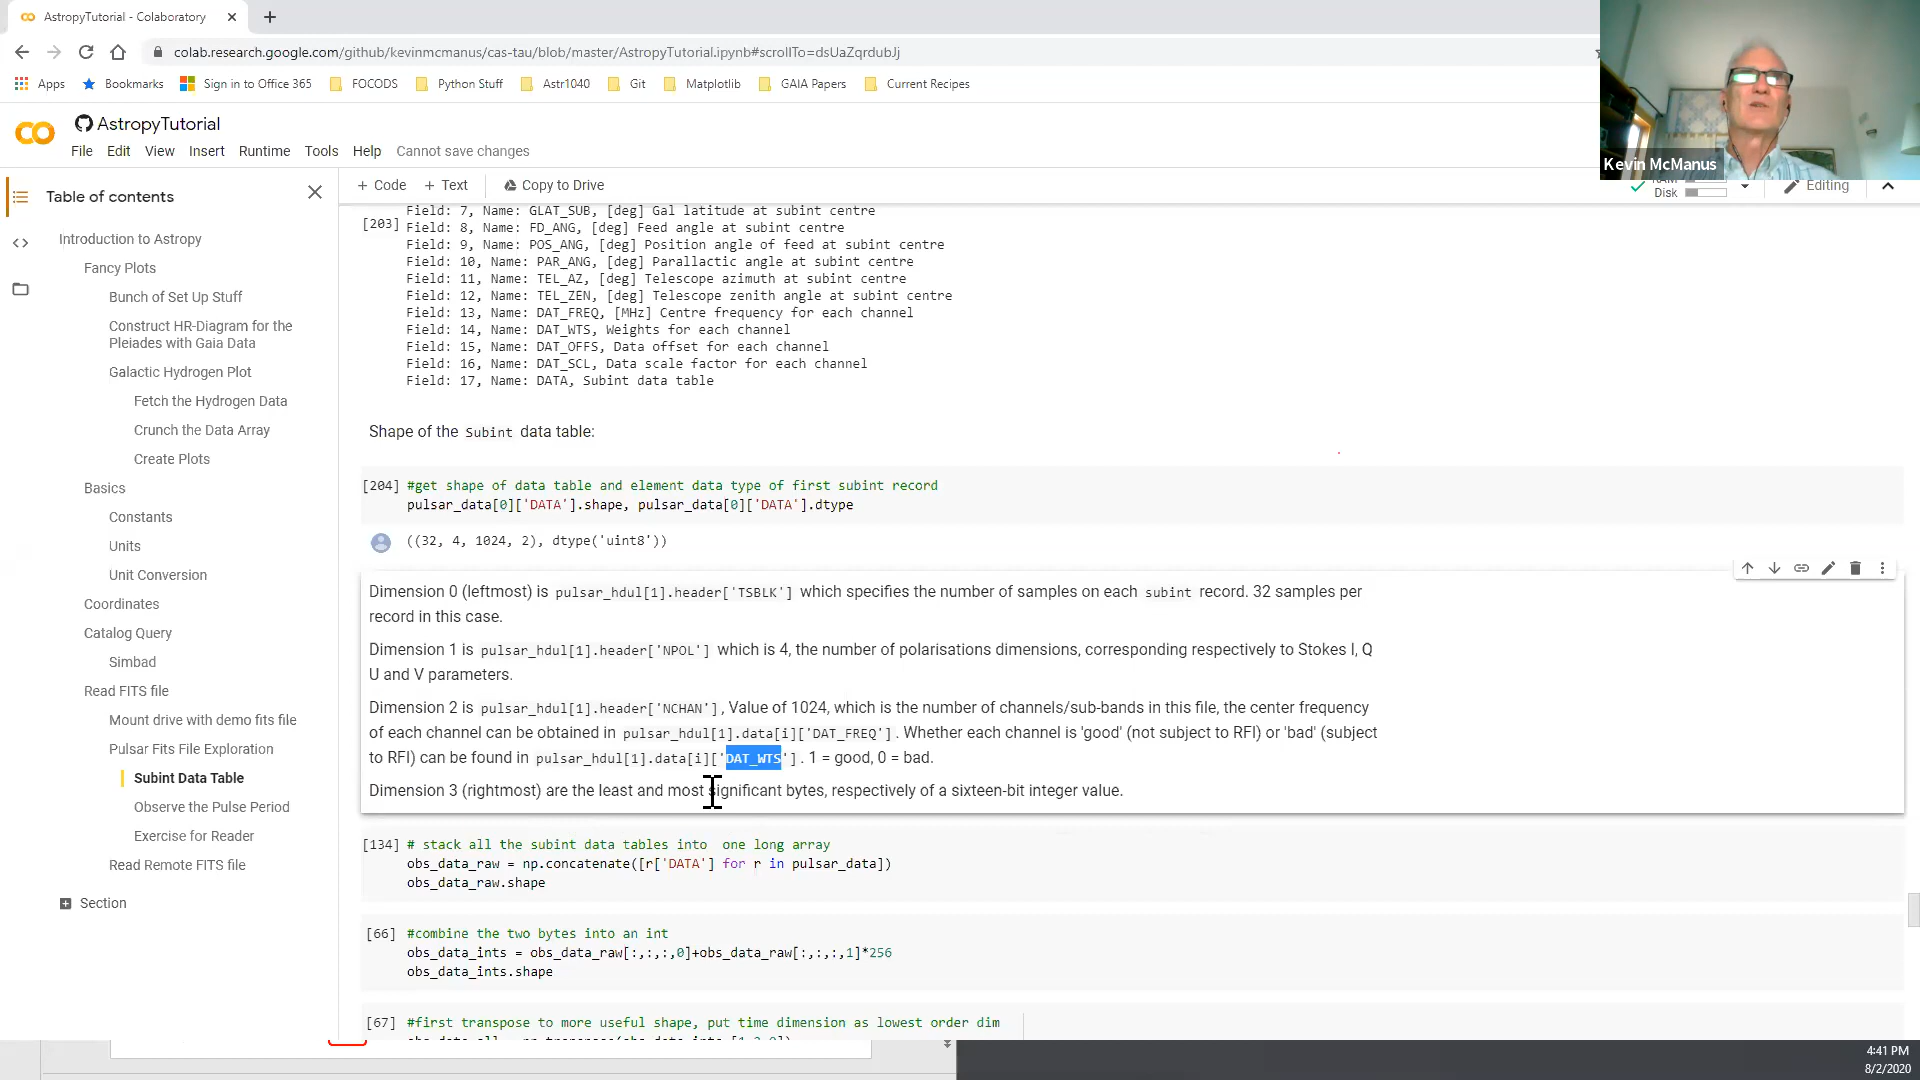 AstropyTutorial - Colaboratory
colab.research.google.com/github/kevinmcmanus/cas-tau/blob/master/AstropyTutorial.ipynb#scrollTo=dsUaZqrdubJj
Apps Bookmarks Sign in to Office 365 FOCODS Python Stuff Astr1040 Git Matplotlib GAIA Papers Current Recipes
AstropyTutorial
File Edit View Insert Runtime Tools Help Cannot save changes
Kevin McManus
+ Code + Text Copy to Drive
Disk
Editing
Table of contents
Introduction to Astropy
Fancy Plots
Bunch of Set Up Stuff
Construct HR-Diagram for the
Pleiades with Gaia Data
Galactic Hydrogen Plot
Fetch the Hydrogen Data
Crunch the Data Array
Create Plots
Basics
Constants
Units
Unit Conversion
Coordinates
Catalog Query
Simbad
Read FITS file
Mount drive with demo fits file
Pulsar Fits File Exploration
Subint Data Table
Observe the Pulse Period
Exercise for Reader
Read Remote FITS file
Section
Field: 7, Name: GLAT_SUB, [deg] Gal latitude at subint centre
[203] Field: 8, Name: FD_ANG, [deg] Feed angle at subint centre
Field: 9, Name: POS_ANG, [deg] Position angle of feed at subint centre
Field: 10, Name: PAR_ANG, [deg] Parallactic angle at subint centre
Field: 11, Name: TEL_AZ, [deg] Telescope azimuth at subint centre
Field: 12, Name: TEL_ZEN, [deg] Telescope zenith angle at subint centre
Field: 13, Name: DAT_FREQ, [MHz] Centre frequency for each channel
Field: 14, Name: DAT_WTS, Weights for each channel
Field: 15, Name: DAT_OFFS, Data offset for each channel
Field: 16, Name: DAT_SCL, Data scale factor for each channel
Field: 17, Name: DATA, Subint data table
Shape of the Subint data table:
[204] #get shape of data table and element data type of first subint record
pulsar_data[0]['DATA'].shape, pulsar_data[0]['DATA'].dtype
((32, 4, 1024, 2), dtype('uint8'))
Dimension 0 (leftmost) is pulsar_hdul[1].header['TSBLK'] which specifies the number of samples on each subint record. 32 samples per
record in this case.
Dimension 1 is pulsar_hdul[1].header['NPOL'] which is 4, the number of polarisations dimensions, corresponding respectively to Stokes I, Q
U and V parameters.
Dimension 2 is pulsar_hdul[1].header['NCHAN'], Value of 1024, which is the number of channels/sub-bands in this file, the center frequency
of each channel can be obtained in pulsar_hdul[1].data[i]['DAT_FREQ']. Whether each channel is 'good' (not subject to RFI) or 'bad' (subject
to RFI) can be found in pulsar_hdul[1].data[i]['DAT_WTS']. 1 = good, 0 = bad.
Dimension 3 (rightmost) are the least and most significant bytes, respectively of a sixteen-bit integer value.
[134] # stack all the subint data tables into one long array
obs_data_raw = np.concatenate([r['DATA'] for r in pulsar_data])
obs_data_raw.shape
[66] #combine the two bytes into an int
obs_data_ints = obs_data_raw[:,:,:,0]+obs_data_raw[:,:,:,1]*256
obs_data_ints.shape
[67] #first transpose to more useful shape, put time dimension as lowest order dim
4:41 PM
8/2/2020